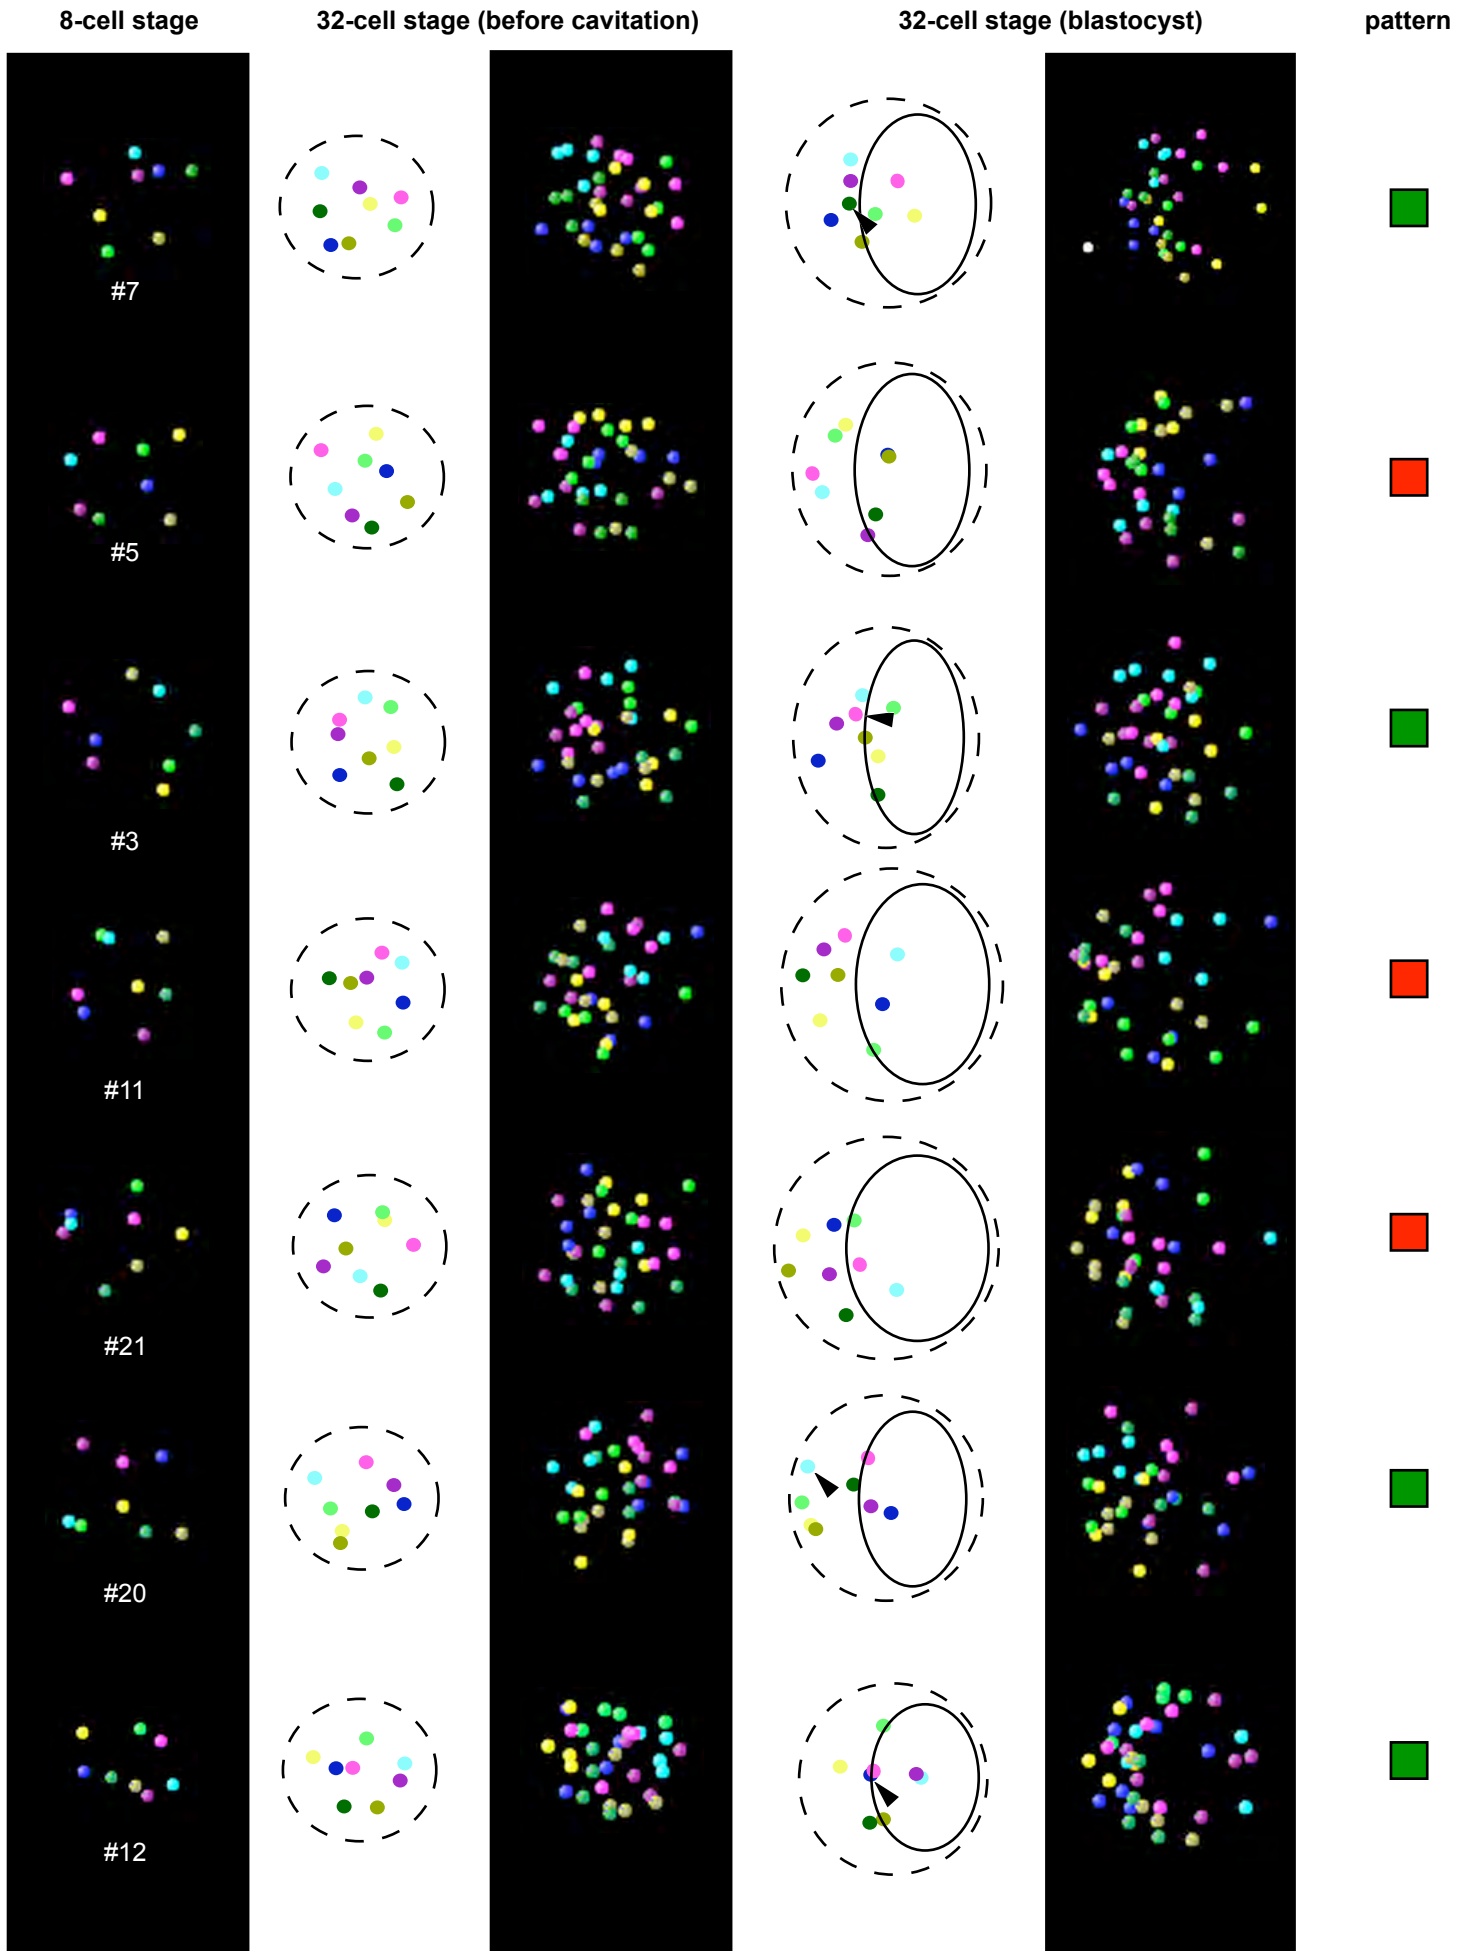 8-cell stage
32-cell stage (before cavitation)
32-cell stage (blastocyst)
pattern
#7
#5
#3
#11
#21
#20
#12